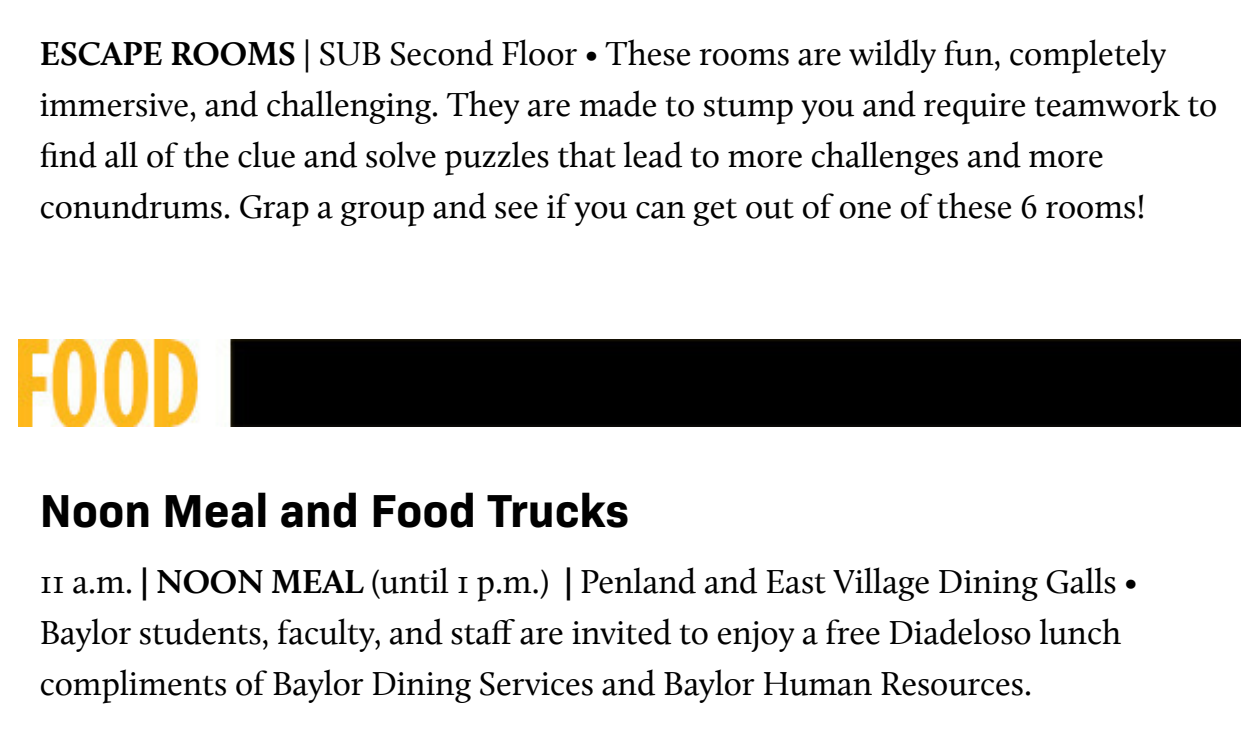 ESCAPE ROOMS | SUB Second Floor • These rooms are wildly fun, completely
immersive, and challenging. They are made to stump you and require teamwork to
find all of the clue and solve puzzles that lead to more challenges and more
conundrums. Grap a group and see if you can get out of one of these 6 rooms!
FOOD
Noon Meal and Food Trucks
11 a.m. | NOON MEAL (until 1 p.m.) | Penland and East Village Dining Galls •
Baylor students, faculty, and staff are invited to enjoy a free Diadeloso lunch
compliments of Baylor Dining Services and Baylor Human Resources.